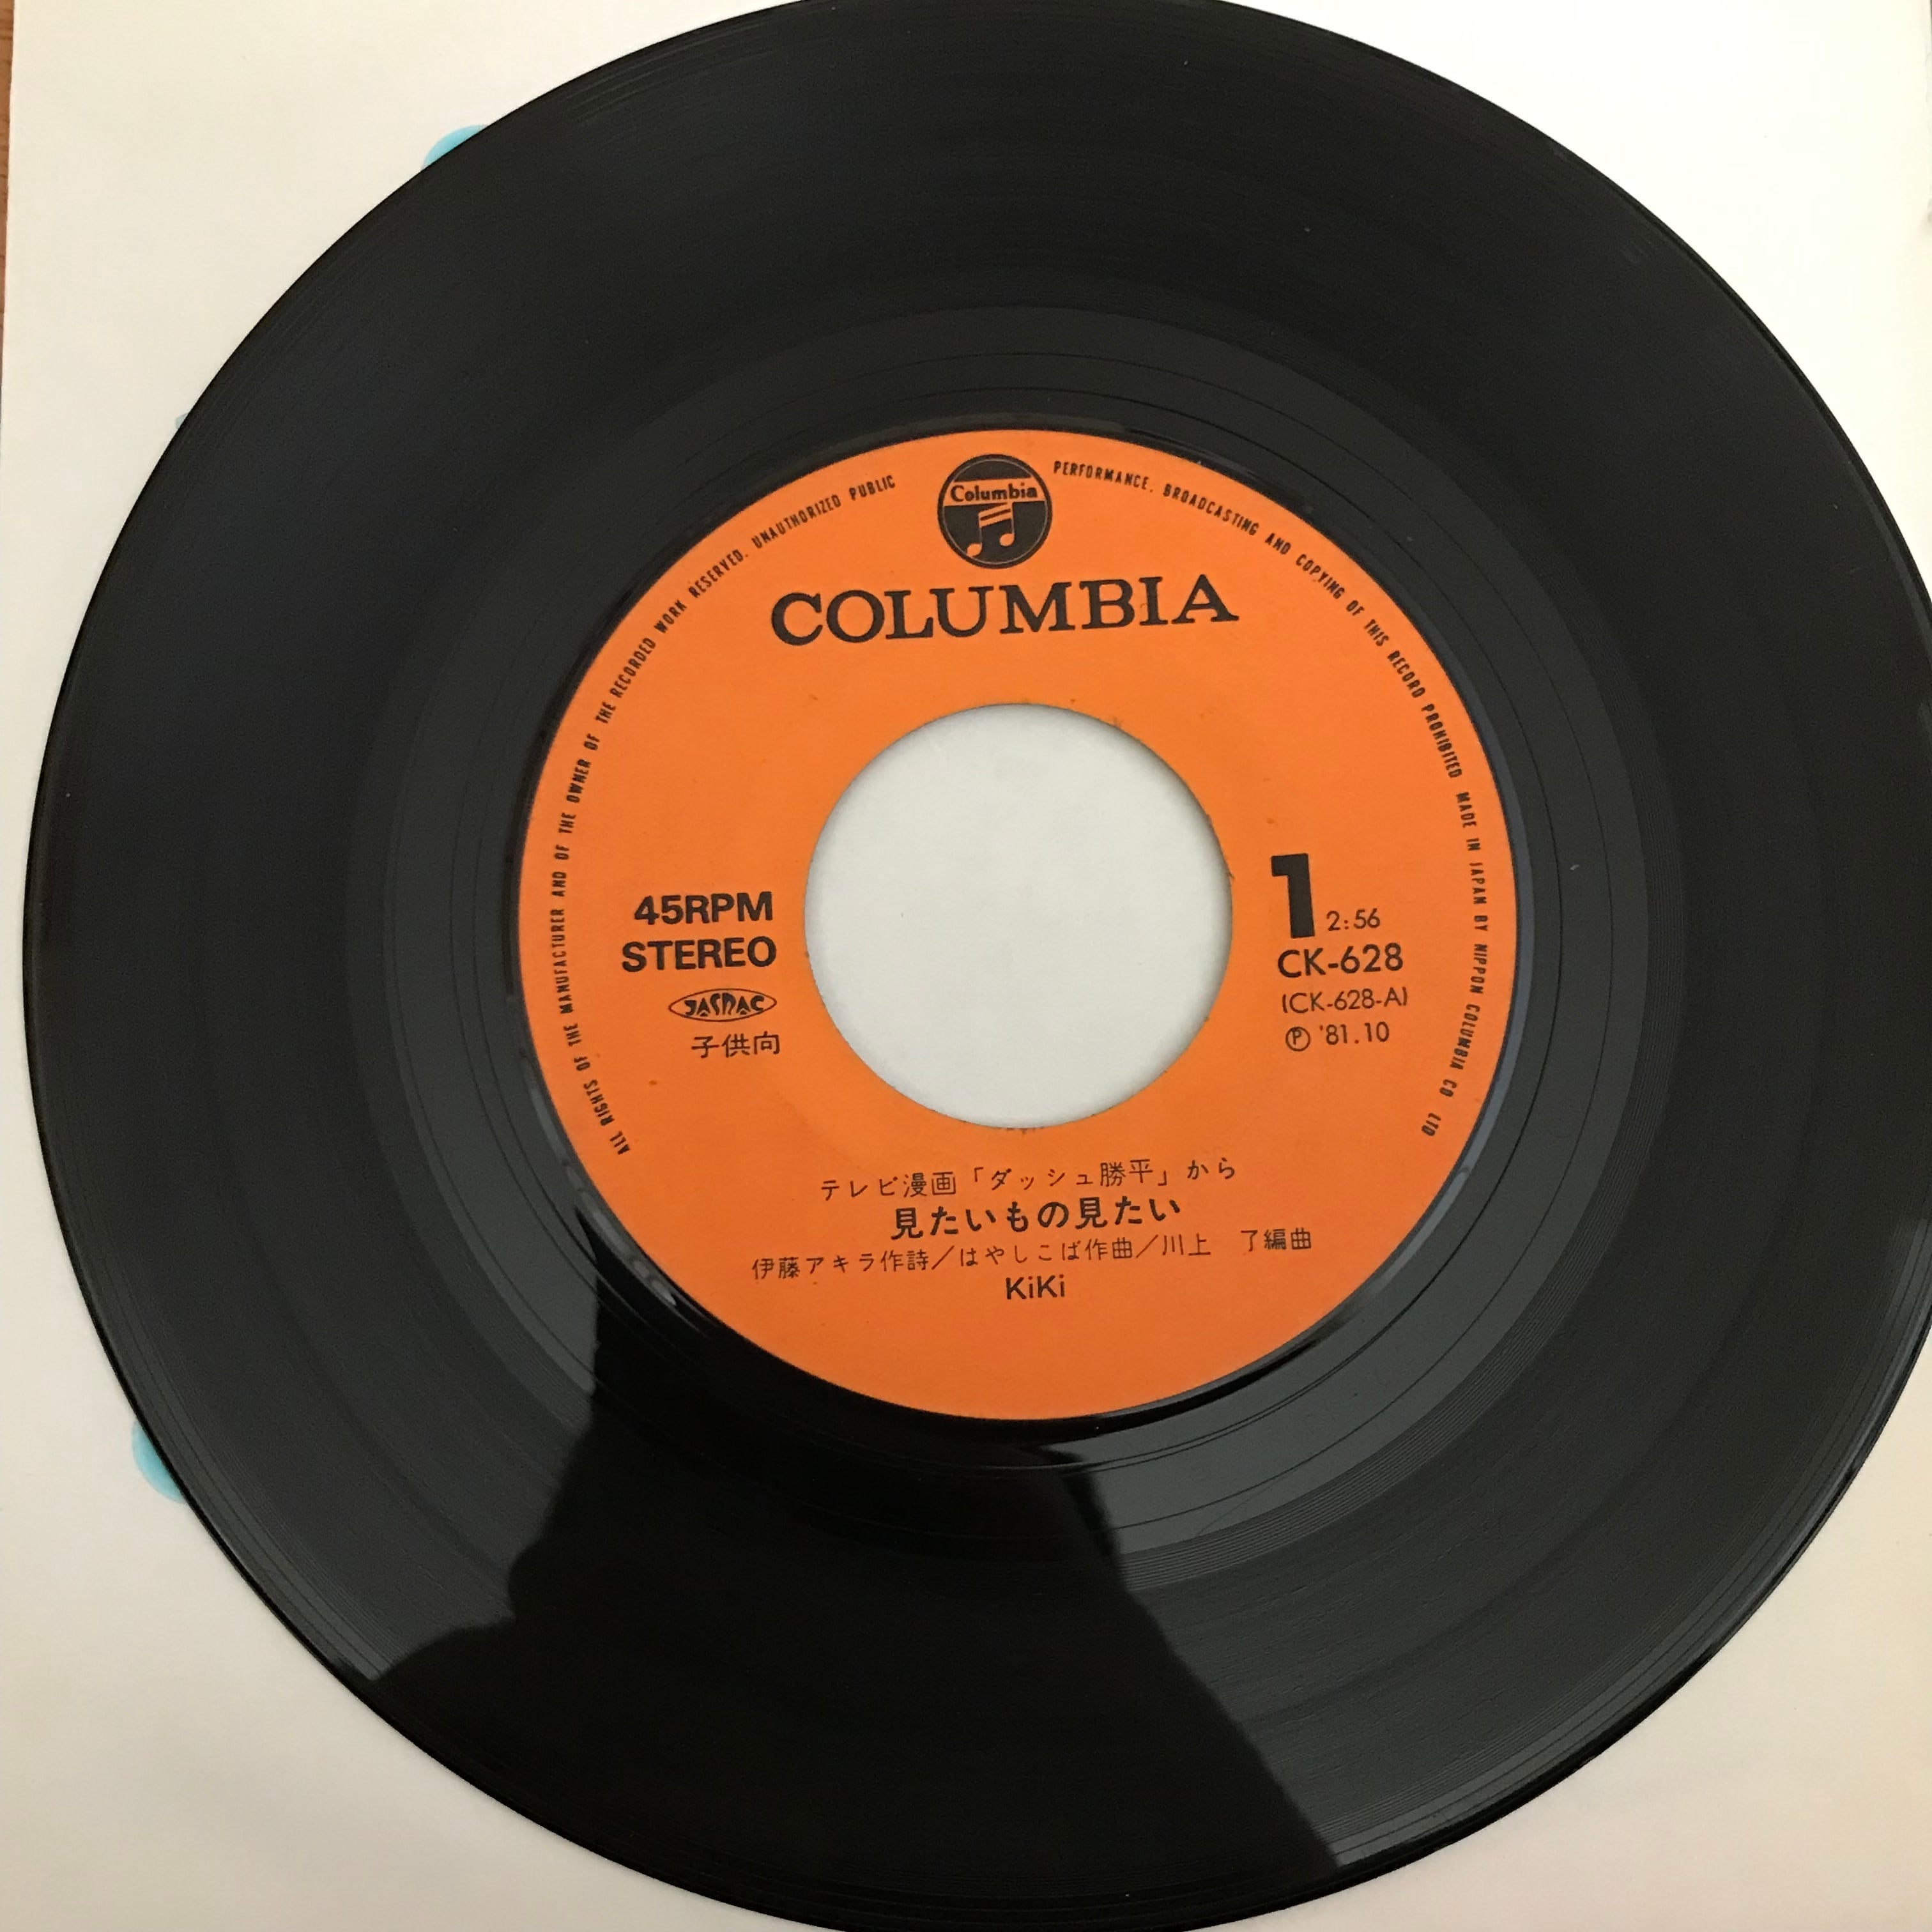 ALL RIGHTS OF THE MANUFACTURER AND OF THE OWNER OF THE RECORDED WORK RESERVED. UNAUTHORIZED PUBLIC PERFORMANCE. BROADCASTING AND COPYING OF THIS RECORD PROHIBITED MADE IN JAPAN BY NIPPON COLUMBIA CO LTD
Columbia
COLUMBIA
45RPM
STEREO
JASRAC
子供向
1 2:56
CK-628
(CK-628-A)
Ⓟ '81.10
テレビ漫画「ダッシュ勝平」から
見たいもの見たい
伊藤アキラ作詩／はやしこば作曲／川上 了編曲
KiKi